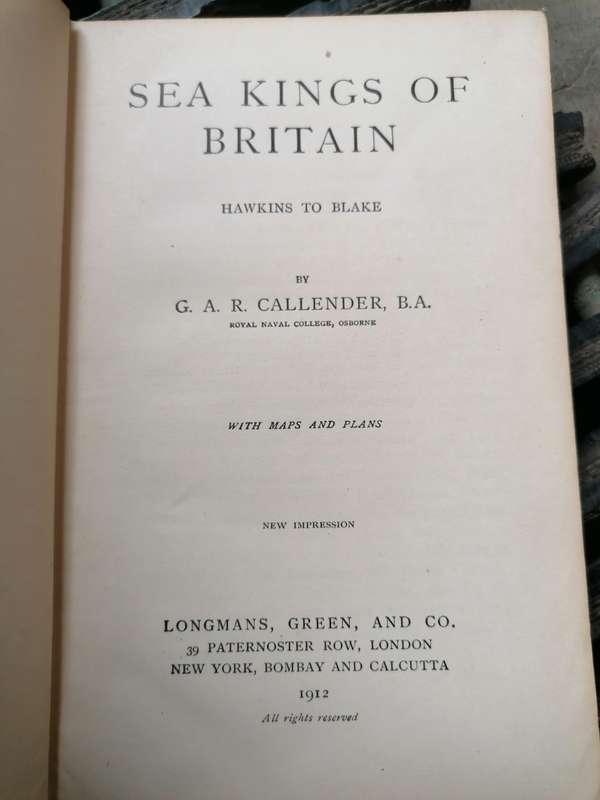 SEA KINGS OF
BRITAIN
HAWKINS TO BLAKE
BY
G. A. R. CALLENDER, B.A.
ROYAL NAVAL COLLEGE, OSBORNE
WITH MAPS AND PLANS
NEW IMPRESSION
LONGMANS, GREEN, AND CO.
39 PATERNOSTER ROW, LONDON
NEW YORK, BOMBAY AND CALCUTTA
1912
All rights reserved